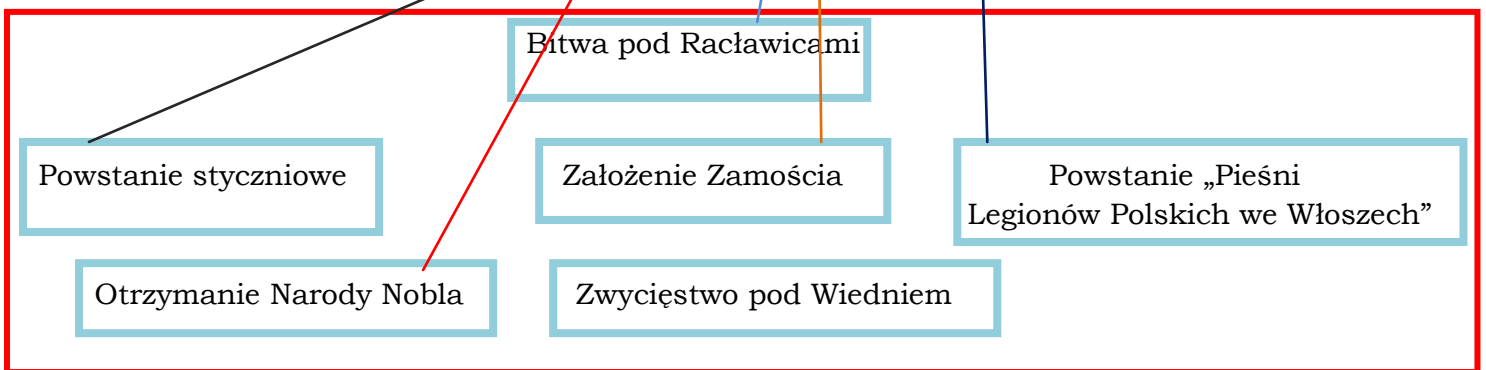 Bitwa pod Racławicami
Powstanie styczniowe
Założenie Zamościa
Powstanie „Pieśni
Legionów Polskich we Włoszech”
Otrzymanie Narody Nobla
Zwycięstwo pod Wiedniem